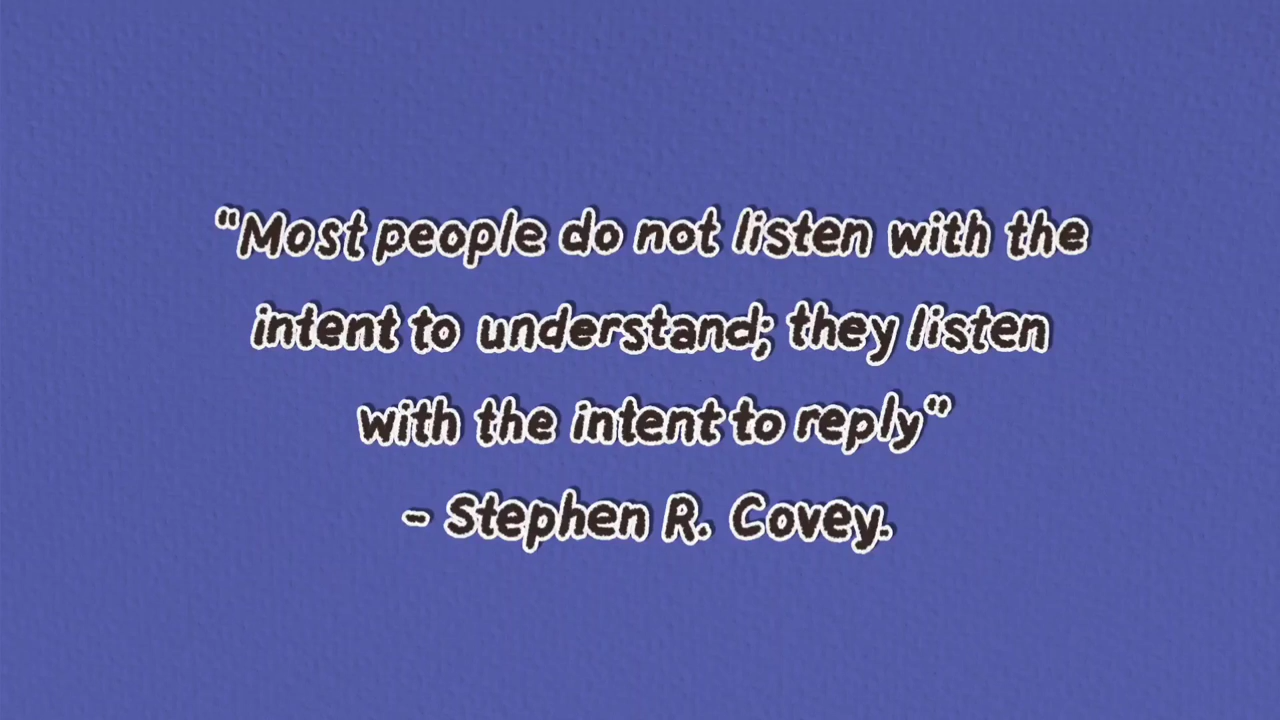 “Most people do not listen with the
intent to understand; they listen
with the intent to reply”
- Stephen R. Covey.